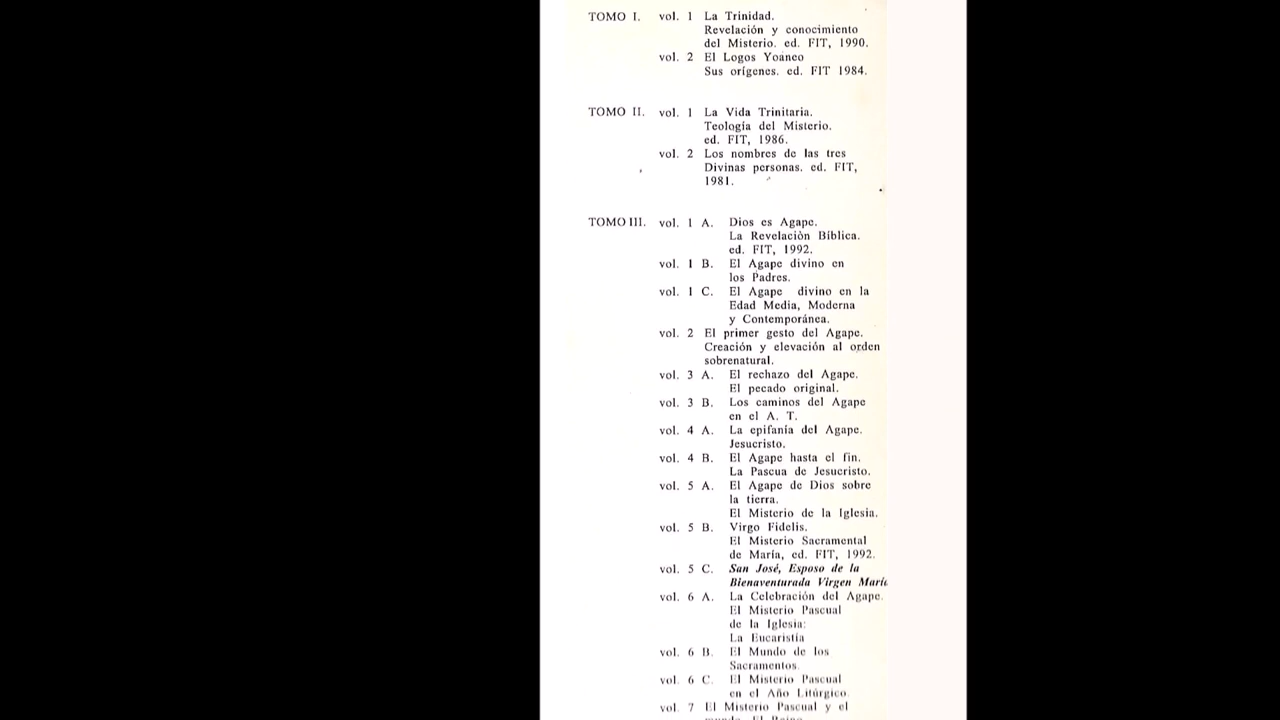 TOMO I. vol. 1 La Trinidad.
Revelación y conocimiento
del Misterio. ed. FIT, 1990.
vol. 2 El Logos Yoáneo
Sus orígenes. ed. FIT 1984.
TOMO II. vol. 1 La Vida Trinitaria.
Teología del Misterio.
ed. FIT, 1986.
vol. 2 Los nombres de las tres
Divinas personas. ed. FIT,
1981.
TOMO III. vol. 1 A. Dios es Agape.
La Revelaciòn Bíblica.
ed. FIT, 1992.
vol. 1 B. El Agape divino en
los Padres.
vol. 1 C. El Agape divino en la
Edad Media, Moderna
y Contemporánea.
vol. 2 El primer gesto del Agape.
Creación y elevación al orden
sobrenatural.
vol. 3 A. El rechazo del Agape.
El pecado original.
vol. 3 B. Los caminos del Agape
en el A. T.
vol. 4 A. La epifanía del Agape.
Jesucristo.
vol. 4 B. El Agape hasta el fin.
La Pascua de Jesucristo.
vol. 5 A. El Agape de Dios sobre
la tierra.
El Misterio de la Iglesia.
vol. 5 B. Virgo Fidelis.
El Misterio Sacramental
de María, ed. FIT, 1992.
vol. 5 C. San José, Esposo de la
Bienaventurada Virgen María
vol. 6 A. La Celebración del Agape.
El Misterio Pascual
de la Iglesia:
La Eucaristía
vol. 6 B. El Mundo de los
Sacramentos.
vol. 6 C. El Misterio Pascual
en el Año Litúrgico.
vol. 7 El Misterio Pascual y el